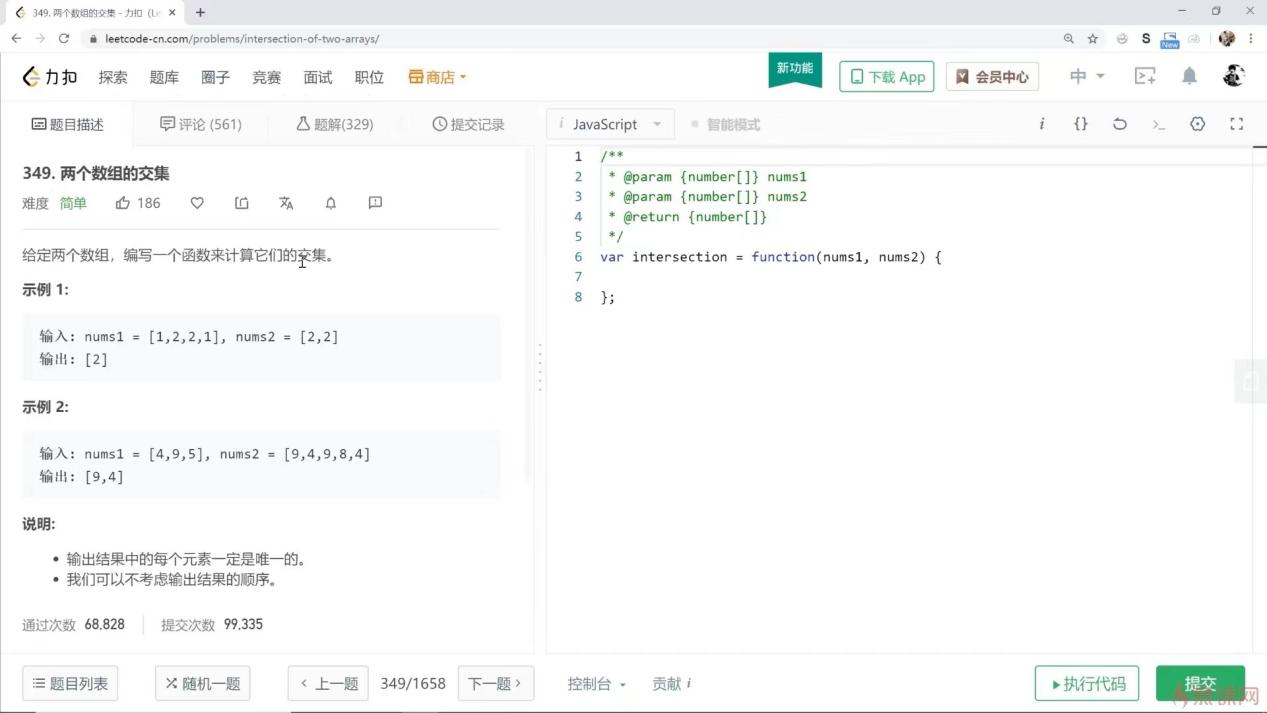 349. 两个数组的交集 - 力扣 (Le
leetcode-cn.com/problems/intersection-of-two-arrays/
S
New
力扣 探索 题库 圈子 竞赛 面试 职位 商店
新功能
下载 App
会员中心
中
题目描述 评论 (561) 题解(329) 提交记录
i JavaScript 智能模式
i {} >_
349. 两个数组的交集
难度 简单 186
给定两个数组，编写一个函数来计算它们的交集。
示例 1:
输入: nums1 = [1,2,2,1], nums2 = [2,2]
输出: [2]
示例 2:
输入: nums1 = [4,9,5], nums2 = [9,4,9,8,4]
输出: [9,4]
说明:
• 输出结果中的每个元素一定是唯一的。
• 我们可以不考虑输出结果的顺序。
通过次数 68,828 提交次数 99,335
1 /**
2 * @param {number[]} nums1
3 * @param {number[]} nums2
4 * @return {number[]}
5 */
6 var intersection = function(nums1, nums2) {
7
8 };
题目列表 随机一题 上一题 349/1658 下一题
控制台 贡献 i
执行代码 提交
慕课网